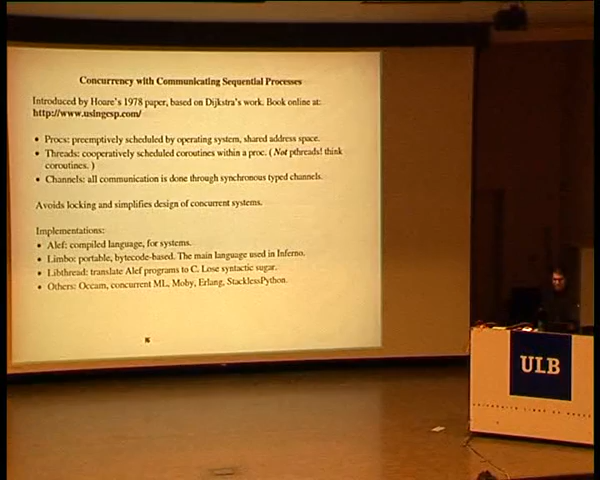 Concurrency with Communicating Sequential Processes
Introduced by Hoare's 1978 paper, based on Dijkstra's work. Book online at:
http://www.usingcsp.com/
• Procs: preemptively scheduled by operating system, shared address space.
• Threads: cooperatively scheduled coroutines within a proc. (Not pthreads! think
coroutines. )
• Channels: all communication is done through synchronous typed channels.
Avoids locking and simplifies design of concurrent systems.
Implementations:
• Alef: compiled language, for systems.
• Limbo: portable, bytecode-based. The main language used in Inferno.
• Libthread: translate Alef programs to C. Lose syntactic sugar.
• Others: Occam, concurrent ML, Moby, Erlang, StacklessPython.
ULB